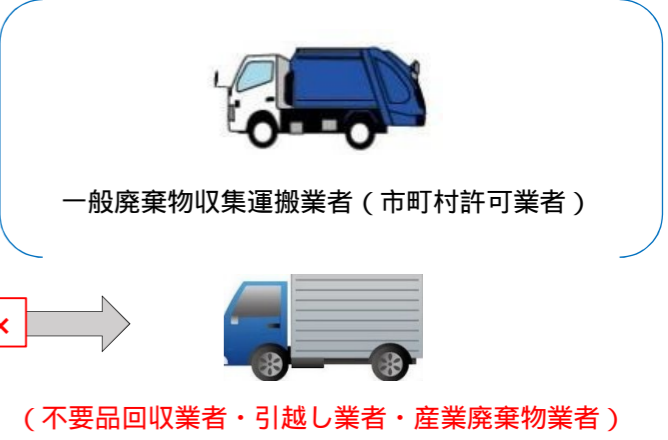 一般廃棄物収集運搬業者（市町村許可業者）
×
（不要品回収業者・引越し業者・産業廃棄物業者）